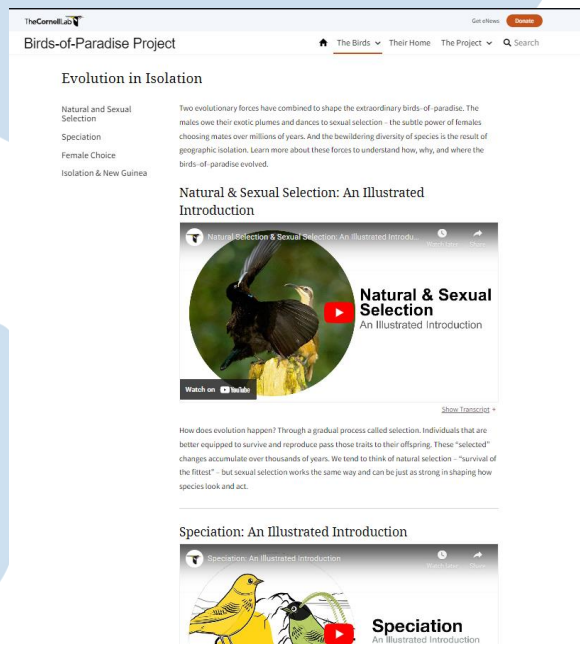 TheCornellLab
Get eNews
Donate
Birds-of-Paradise Project
The Birds
Their Home
The Project
Search
Evolution in Isolation
Natural and Sexual
Selection
Speciation
Female Choice
Isolation & New Guinea
Two evolutionary forces have combined to shape the extraordinary birds-of-paradise. The
males owe their exotic plumes and dances to sexual selection – the subtle power of females
choosing mates over millions of years. And the bewildering diversity of species is the result of
geographic isolation. Learn more about these forces to understand how, why, and where the
birds-of-paradise evolved.
Natural & Sexual Selection: An Illustrated
Introduction
Natural Selection & Sexual Selection: An Illustrated Introdu...
Watch later
Share
Natural & Sexual
Selection
An Illustrated Introduction
Watch on YouTube
Show Transcript +
How does evolution happen? Through a gradual process called selection. Individuals that are
better equipped to survive and reproduce pass those traits to their offspring. These “selected”
changes accumulate over thousands of years. We tend to think of natural selection – “survival of
the fittest” – but sexual selection works the same way and can be just as strong in shaping how
species look and act.
Speciation: An Illustrated Introduction
Speciation: An Illustrated Introduction
Watch later
Share
Speciation
An Illustrated Introduction